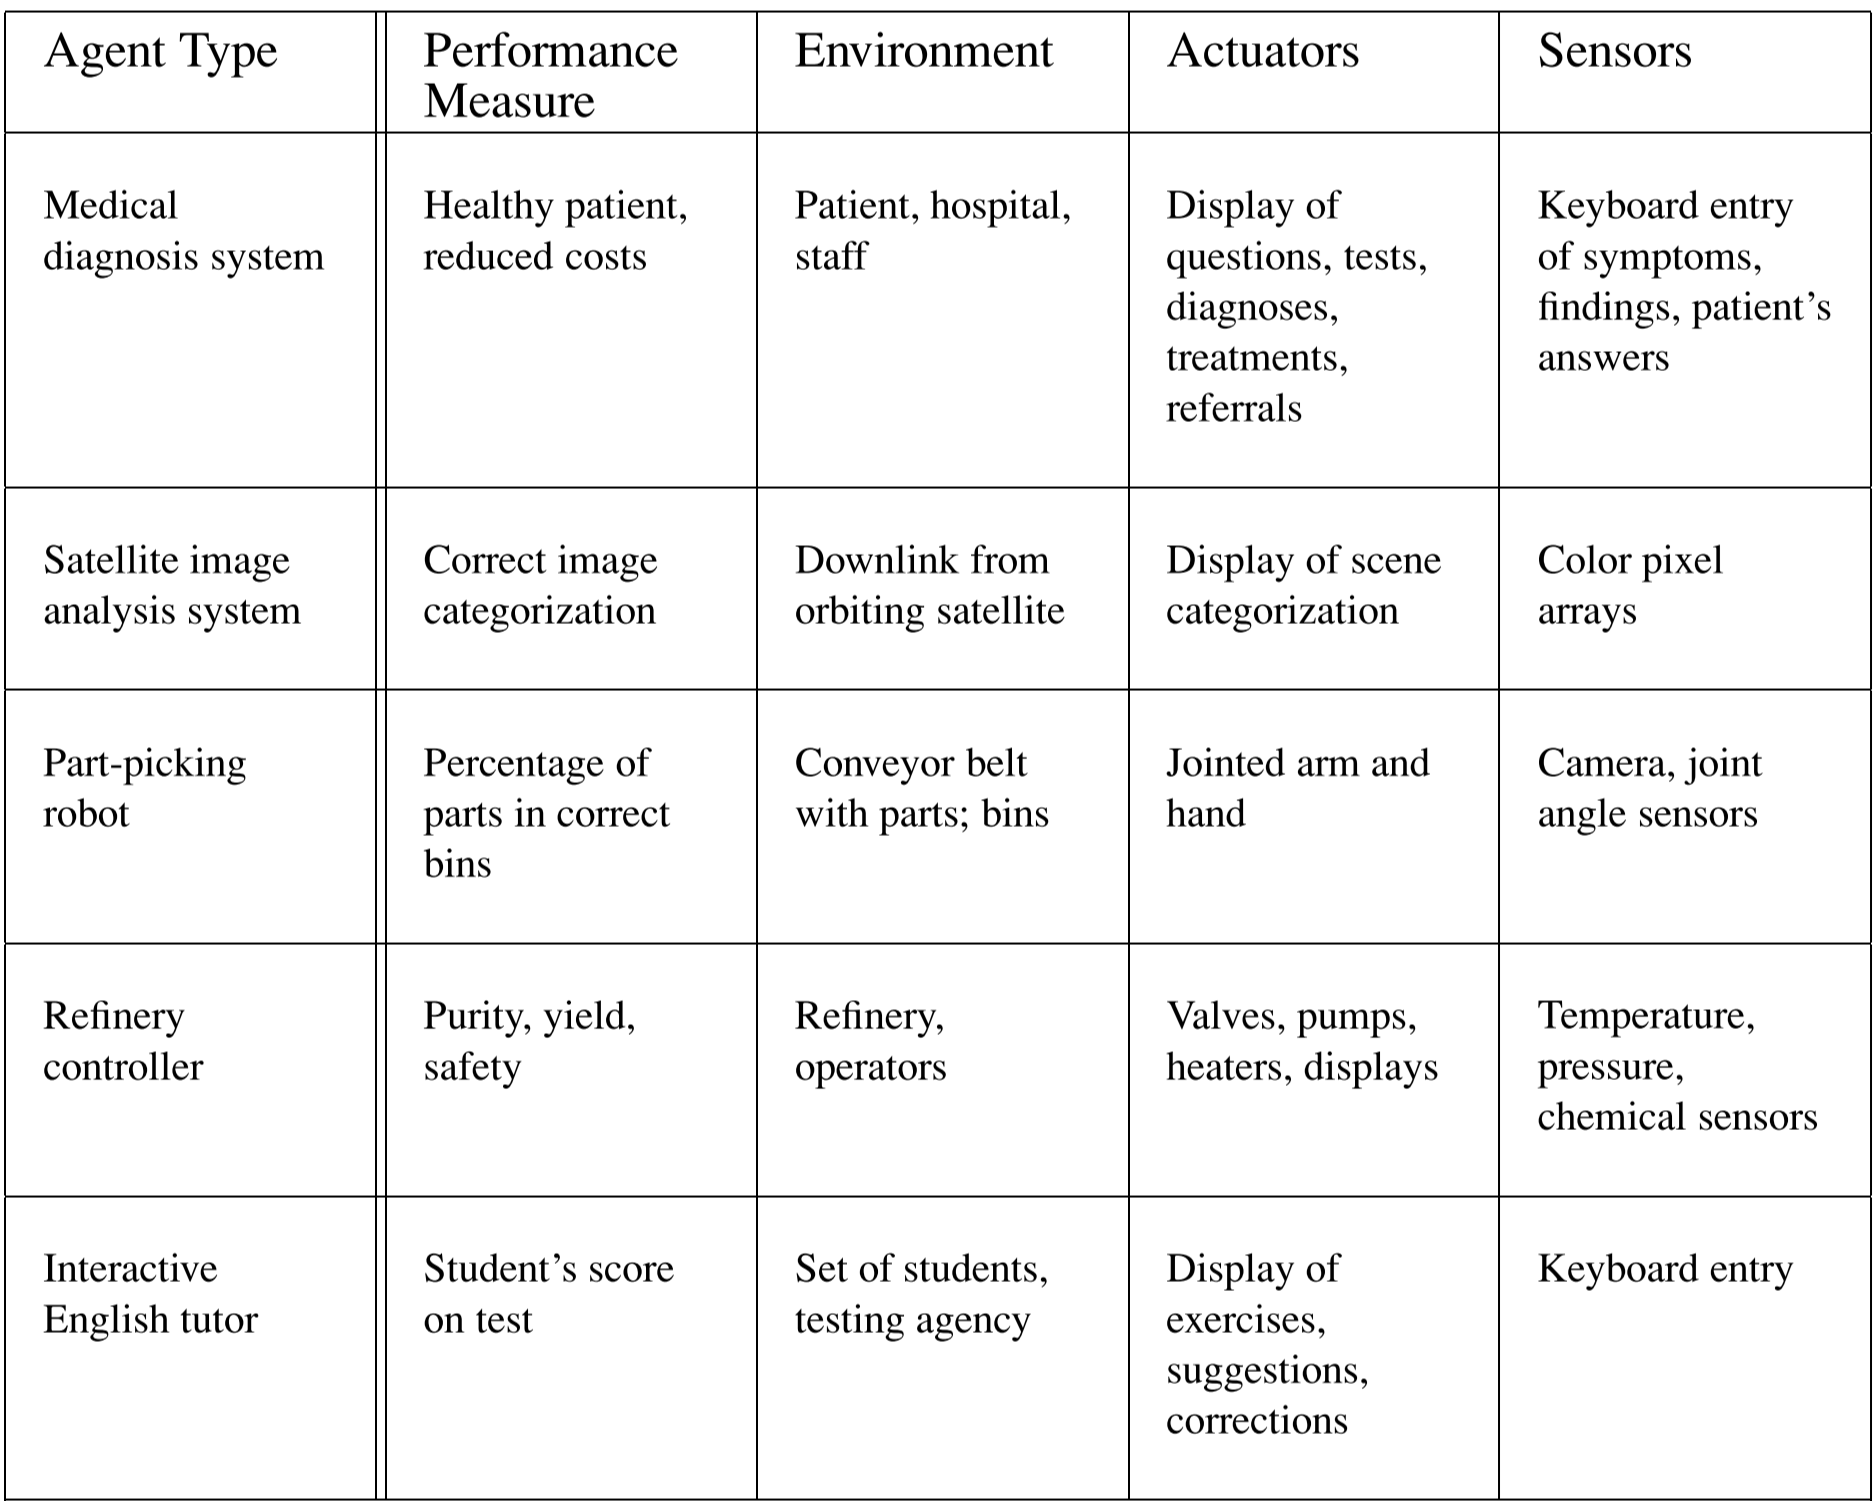 Agent Type
Performance
Measure
Environment
Actuators
Sensors
Medical
diagnosis system
Healthy patient,
reduced costs
Patient, hospital,
staff
Display of
questions, tests,
diagnoses,
treatments,
referrals
Keyboard entry
of symptoms,
findings, patient’s
answers
Satellite image
analysis system
Correct image
categorization
Downlink from
orbiting satellite
Display of scene
categorization
Color pixel
arrays
Part-picking
robot
Percentage of
parts in correct
bins
Conveyor belt
with parts; bins
Jointed arm and
hand
Camera, joint
angle sensors
Refinery
controller
Purity, yield,
safety
Refinery,
operators
Valves, pumps,
heaters, displays
Temperature,
pressure,
chemical sensors
Interactive
English tutor
Student’s score
on test
Set of students,
testing agency
Display of
exercises,
suggestions,
corrections
Keyboard entry